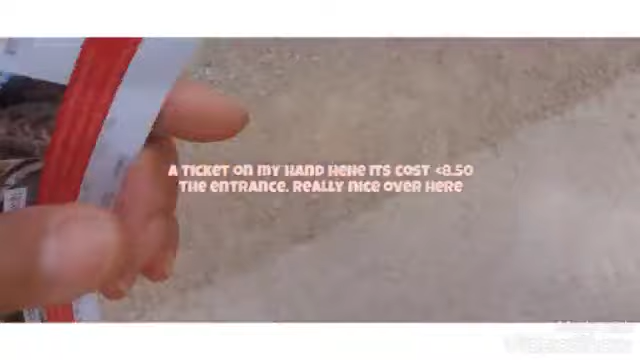 A TICKET ON MY HAND HEHE ITS COST €8.50
THE ENTRANCE. REALLY NICE OVER HERE